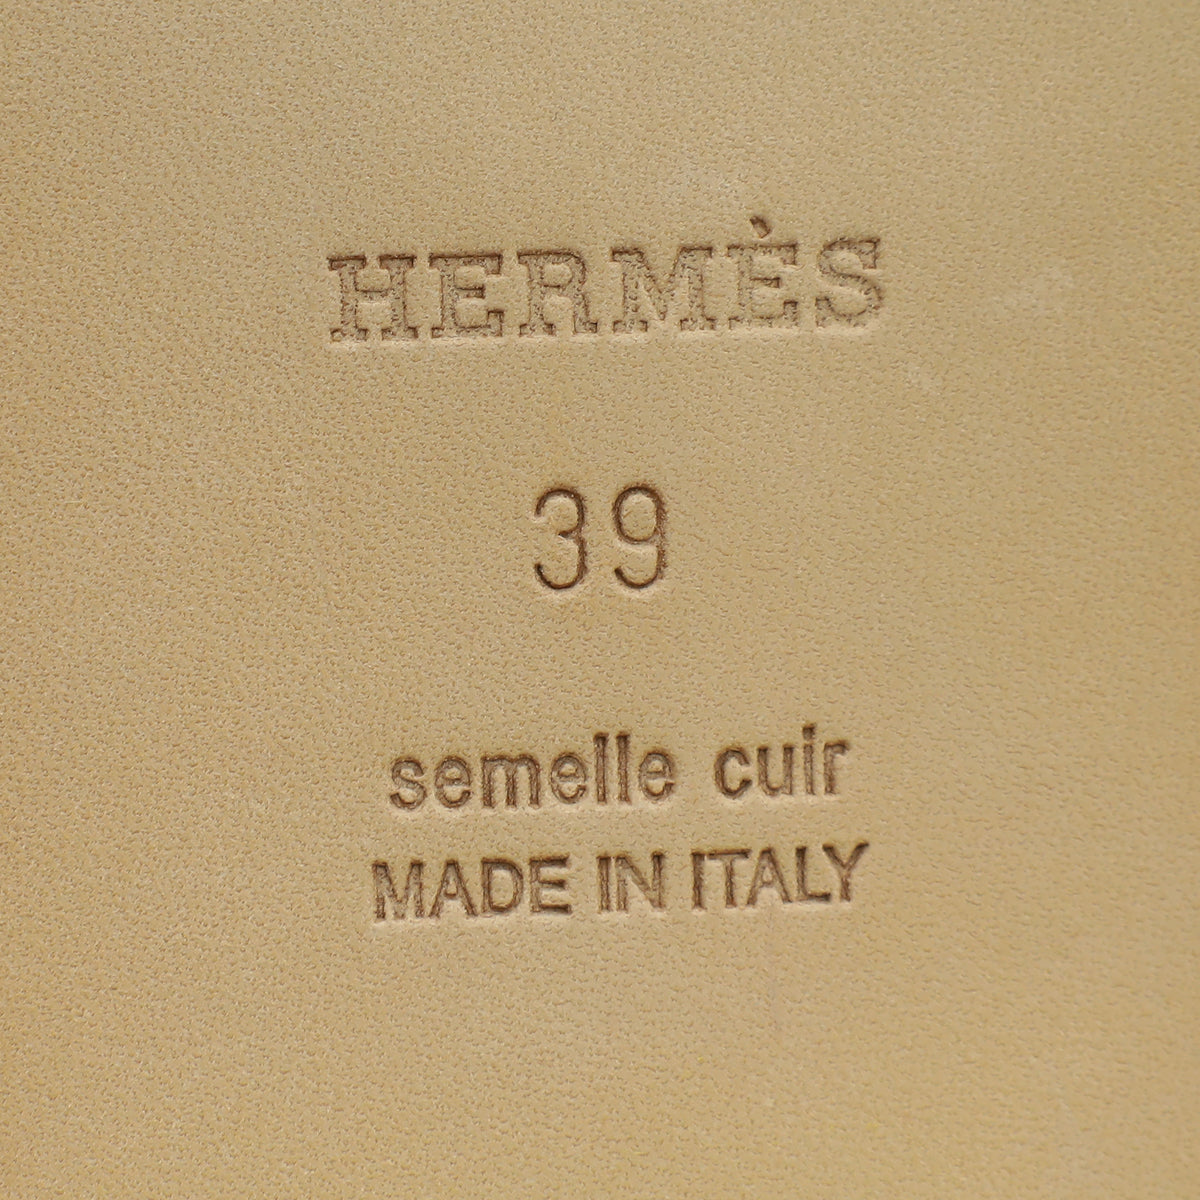 HERMÈS
39
semelle cuir
MADE IN ITALY